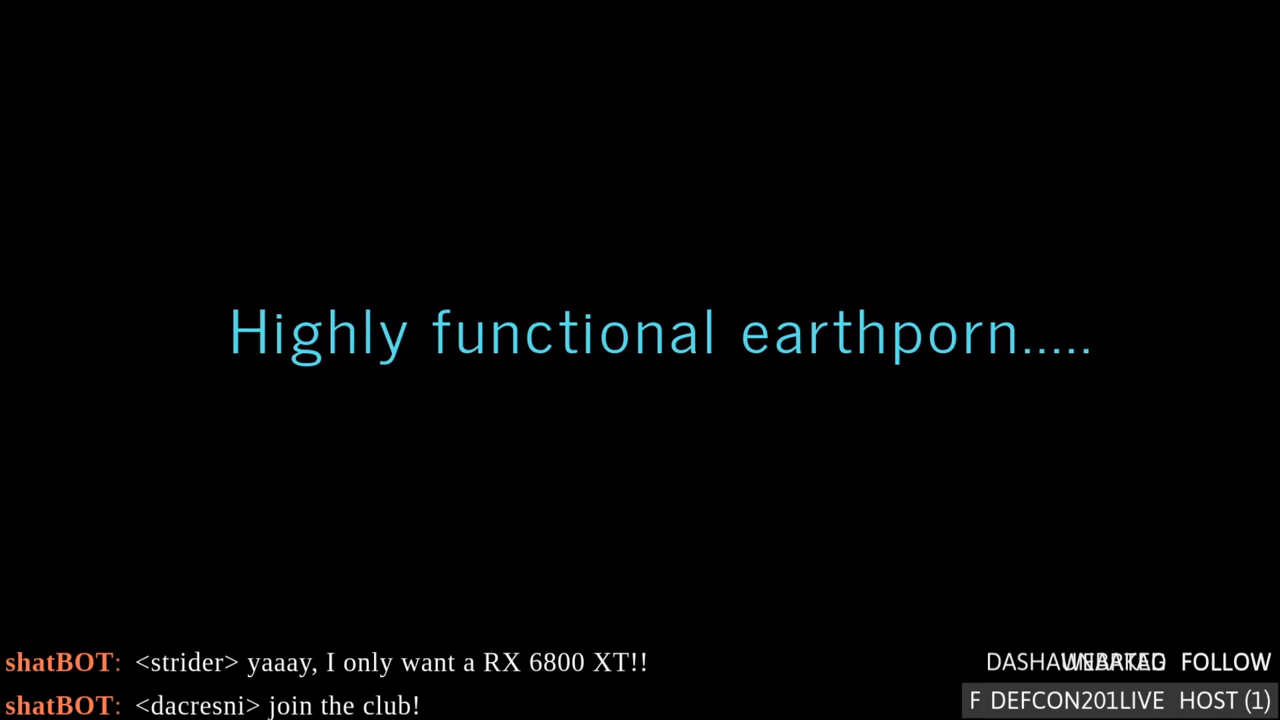 Highly functional earthporn.....
shatBOT: <strider> yaaay, I only want a RX 6800 XT!!
FOLLOW
shatBOT: <dacresni> join the club!
F DEFCON201LIVE HOST (1)